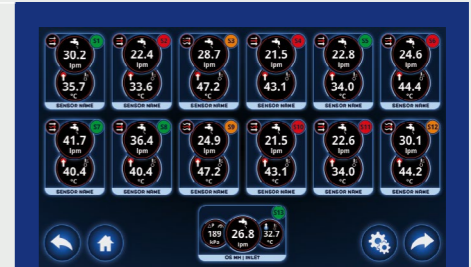 S1 S2 S3 S4 S5 S6
30.2 22.4 28.7 21.5 22.8 24.6
lpm lpm lpm lpm lpm lpm
35.7 33.6 47.2 43.1 34.0 44.4
°C °C °C °C °C °C
SENSOR NAME SENSOR NAME SENSOR NAME SENSOR NAME SENSOR NAME SENSOR NAME
S7 S8 S9 S10 S11 S12
41.7 36.4 24.9 21.5 22.6 30.1
lpm lpm lpm lpm lpm lpm
40.4 40.4 47.2 43.1 34.0 44.2
°C °C °C °C °C °C
SENSOR NAME SENSOR NAME SENSOR NAME SENSOR NAME SENSOR NAME SENSOR NAME
S13
189 26.8 32.7
kPa lpm °C
INLET